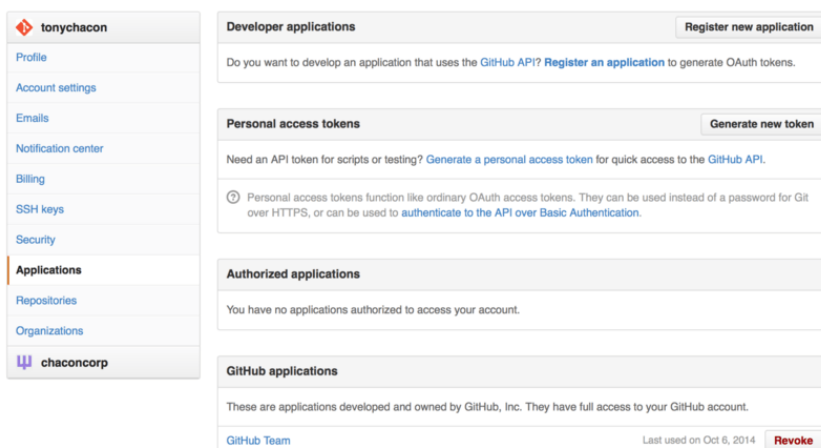 tonychacon
Profile
Account settings
Emails
Notification center
Billing
SSH keys
Security
Applications
Repositories
Organizations
chaconcorp
Developer applications
Register new application
Do you want to develop an application that uses the GitHub API? Register an application to generate OAuth tokens.
Personal access tokens
Generate new token
Need an API token for scripts or testing? Generate a personal access token for quick access to the GitHub API.
Personal access tokens function like ordinary OAuth access tokens. They can be used instead of a password for Git
over HTTPS, or can be used to authenticate to the API over Basic Authentication.
Authorized applications
You have no applications authorized to access your account.
GitHub applications
These are applications developed and owned by GitHub, Inc. They have full access to your GitHub account.
GitHub Team
Last used on Oct 6, 2014
Revoke